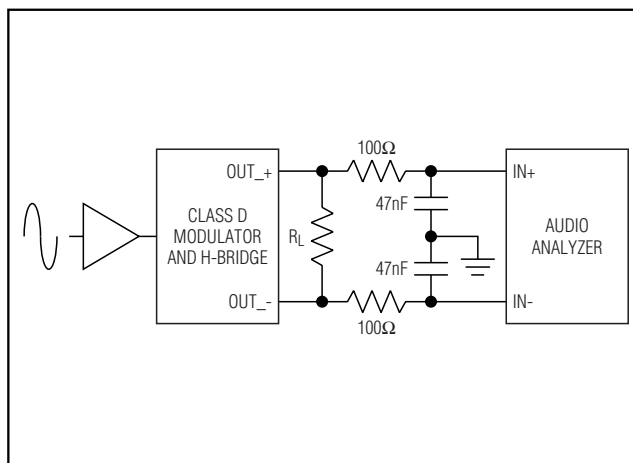 100Ω
OUT_+
IN+
47nF
CLASS D
MODULATOR
AND H-BRIDGE
RL
AUDIO
ANALYZER
47nF
OUT_-
IN-
100Ω